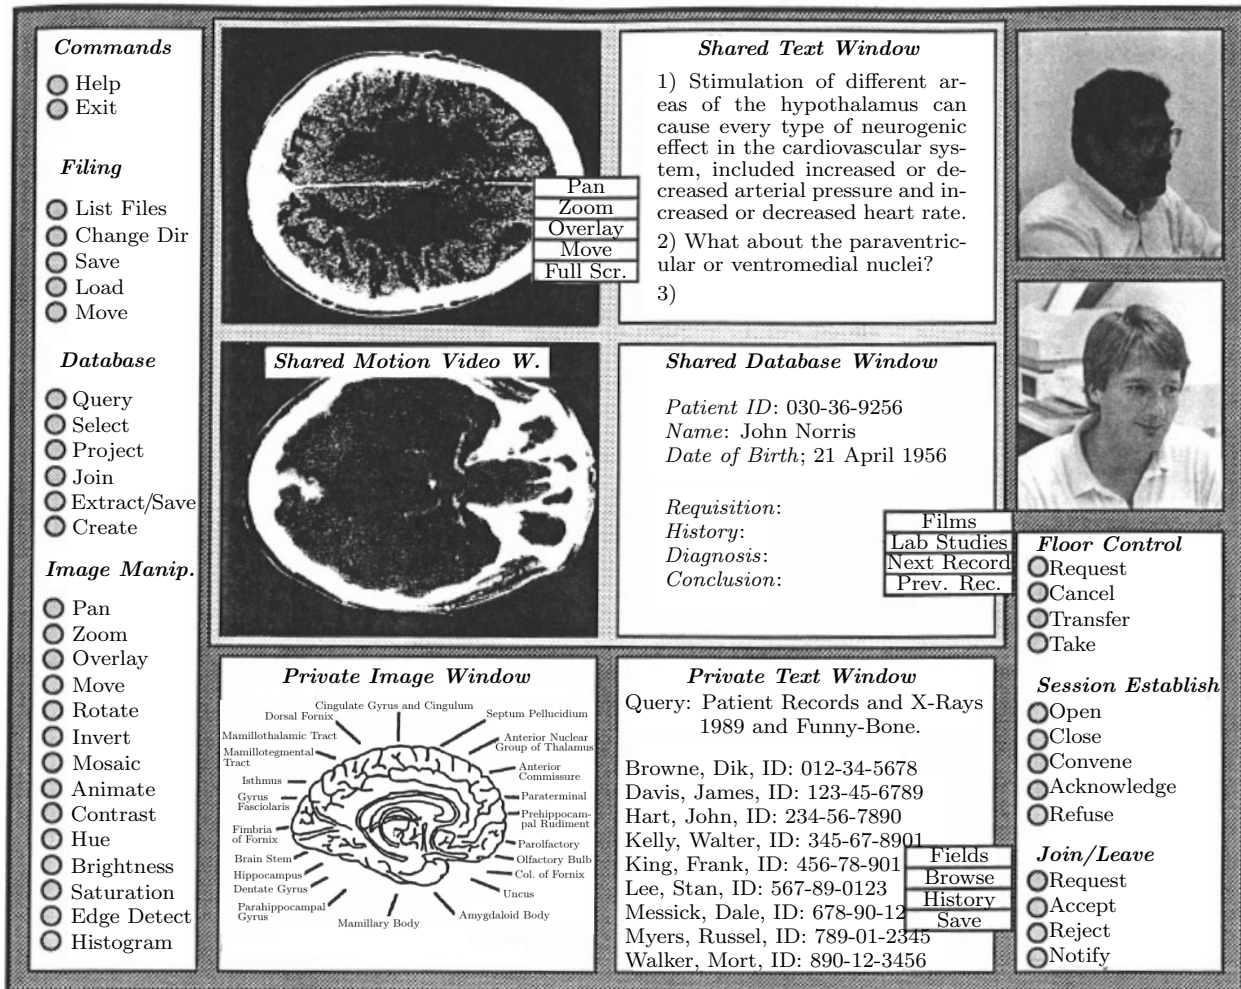 Commands
Help
Exit
Filing
List Files
Change Dir
Save
Load
Move
Database
Query
Select
Project
Join
Extract/Save
Create
Image Manip.
Pan
Zoom
Overlay
Move
Rotate
Invert
Mosaic
Animate
Contrast
Hue
Brightness
Saturation
Edge Detect
Histogram
Pan
Zoom
Overlay
Move
Full Scr.
Shared Text Window
1) Stimulation of different ar-
eas of the hypothalamus can
cause every type of neurogenic
effect in the cardiovascular sys-
tem, included increased or de-
creased arterial pressure and in-
creased or decreased heart rate.
2) What about the paraventric-
ular or ventromedial nuclei?
3)
Shared Motion Video W.
Shared Database Window
Patient ID: 030-36-9256
Name: John Norris
Date of Birth; 21 April 1956
Requisition:
History:
Diagnosis:
Conclusion:
Films
Lab Studies
Next Record
Prev. Rec.
Private Image Window
Cingulate Gyrus and Cingulum
Dorsal Fornix
Septum Pellucidium
Mamillothalamic Tract
Anterior Nuclear
Group of Thalamus
Mamillotegmental
Tract
Anterior
Commissure
Isthmus
Gyrus
Fasciolaris
Paraterminal
Prehippocam-
pal Rudiment
Fimbria
of Fornix
Parolfactory
Brain Stem
Olfactory Bulb
Hippocampus
Col. of Fornix
Dentate Gyrus
Uncus
Parahippocampal
Gyrus
Mamillary Body
Amygdaloid Body
Private Text Window
Query: Patient Records and X-Rays
1989 and Funny-Bone.
Browne, Dik, ID: 012-34-5678
Davis, James, ID: 123-45-6789
Hart, John, ID: 234-56-7890
Kelly, Walter, ID: 345-67-8901
King, Frank, ID: 456-78-901
Lee, Stan, ID: 567-89-0123
Messick, Dale, ID: 678-90-12
Myers, Russel, ID: 789-01-2345
Walker, Mort, ID: 890-12-3456
Fields
Browse
History
Save
Floor Control
Request
Cancel
Transfer
Take
Session Establish
Open
Close
Convene
Acknowledge
Refuse
Join/Leave
Request
Accept
Reject
Notify